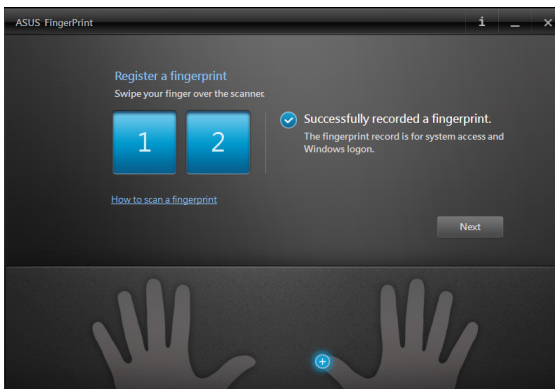 ASUS FingerPrint
Register a fingerprint
Swipe your finger over the scanner.
1 2
Successfully recorded a fingerprint.
The fingerprint record is for system access and
Windows logon.
How to scan a fingerprint
Next